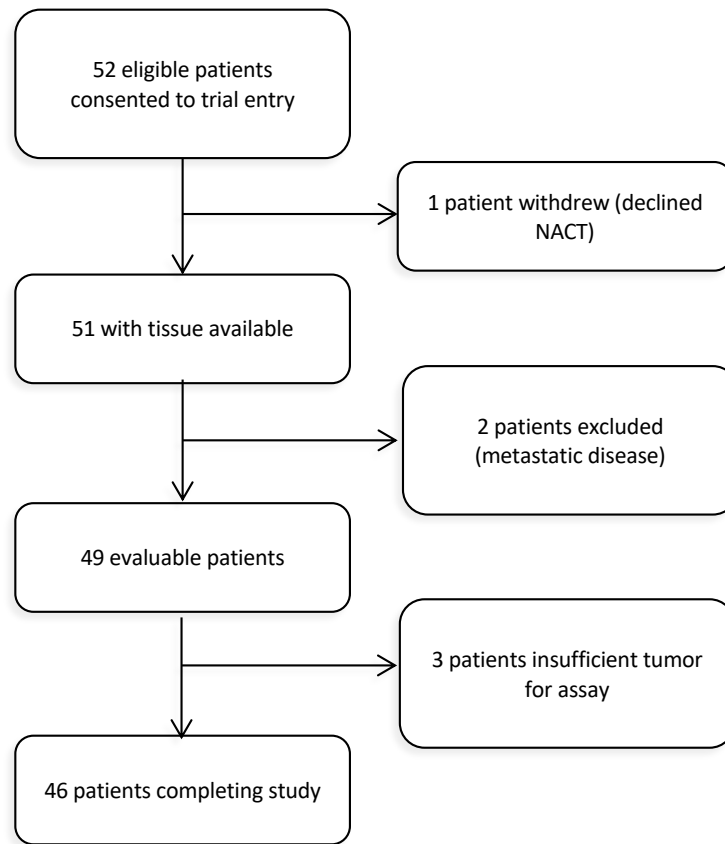 52 eligible patients
consented to trial entry
1 patient withdrew (declined
NACT)
51 with tissue available
2 patients excluded
(metastatic disease)
49 evaluable patients
3 patients insufficient tumor
for assay
46 patients completing study